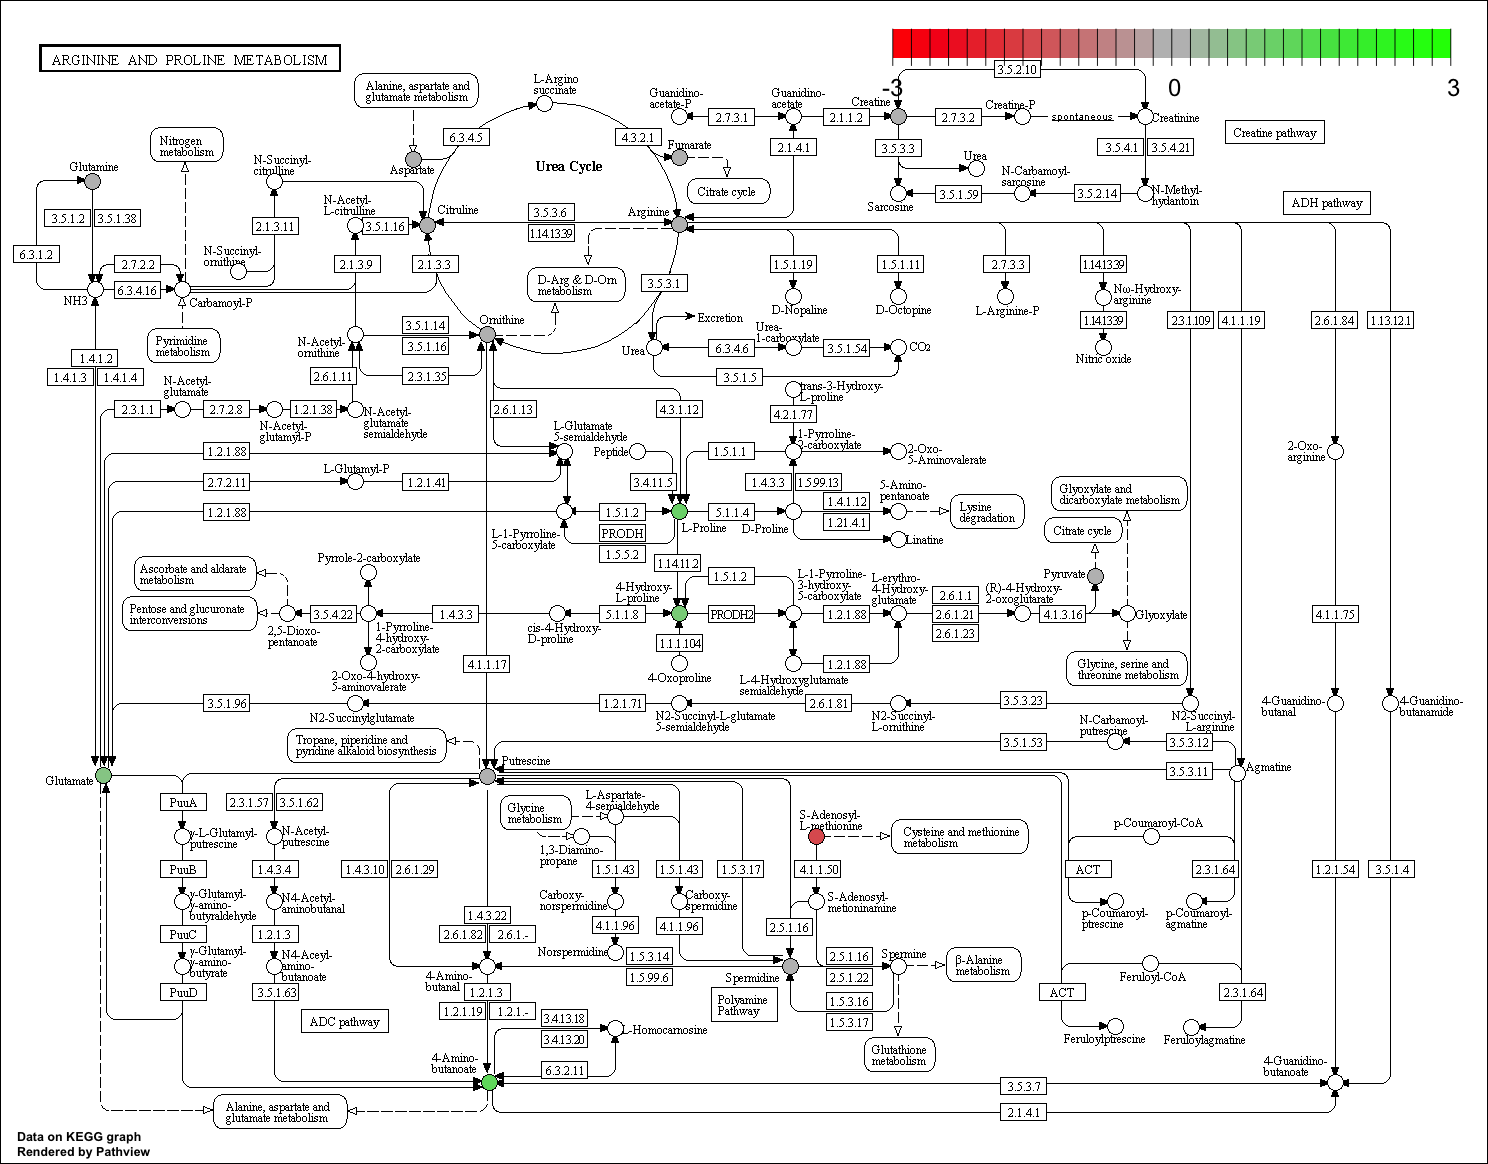 ARGININE AND PROLINE METABOLISM
-3
0
3
3.5.2.10
Alanine, aspartate and
glutamate metabolism
L-Argino
succinate
Guanidino-
acetate-P
Guanidino-
acetate
Creatine
Creatine-P
spontaneous
Creatinine
2.7.3.1
2.1.1.2
2.7.3.2
Creatine pathway
Nitrogen
metabolism
6.3.4.5
4.3.2.1
Fumarate
2.1.4.1
3.5.3.3
3.5.4.1
3.5.4.21
Glutamine
N-Succinyl-
citrulline
Aspartate
Urea Cycle
Citrate cycle
Urea
N-Carbamoyl-
sarcosine
3.5.1.59
3.5.2.14
Sarcosine
N-Methyl-
hydantoin
ADH pathway
N-Acetyl-
L-citrulline
Citruline
Arginine
3.5.1.2
3.5.1.38
2.1.3.11
3.5.1.16
3.5.3.6
1.14.1339
6.3.1.2
N-Succinyl-
ornithine
2.7.2.2
6.3.4.16
2.1.3.9
2.1.3.3
D-Arg & D-Orn
metabolism
3.5.3.1
1.5.1.19
1.5.1.11
2.7.3.3
1.14.1339
NH3
Carbamoyl-P
D-Nopaline
D-Octopine
L-Arginine-P
Nω-Hydroxy-
arginine
Pyrimidine
metabolism
Ornithine
Excretion
1.14.1339
2.3.1.109
4.1.1.19
2.6.1.84
1.13.12.1
N-Acetyl-
ornithine
3.5.1.14
3.5.1.16
Urea
Urea-
1-carboxylate
6.3.4.6
3.5.1.54
CO2
Nitric oxide
1.4.1.2
1.4.1.3
1.4.1.4
2.6.1.11
2.3.1.35
3.5.1.5
N-Acetyl-
glutamate
trans-3-Hydroxy-
L-proline
2.3.1.1
2.7.2.8
1.2.1.38
N-Acetyl-
glutamyl-P
N-Acetyl-
glutamate
semialdehyde
2.6.1.13
4.3.1.12
4.2.1.77
L-Glutamate
5-semialdehyde
Peptide
1-Pyrroline-
2-carboxylate
2-Oxo-
5-Aminovalerate
2-Oxo-
arginine
1.2.1.88
1.5.1.1
L-Glutamyl-P
2.7.2.11
1.2.1.41
3.4.11.5
1.4.3.3
1.5.99.13
5-Amino-
pentanoate
1.4.1.12
1.21.4.1
Glyoxylate and
dicarboxylate metabolism
1.2.1.88
1.5.1.2
PRODH
1.5.5.2
L-Proline
5.1.1.4
D-Proline
Lysine
degradation
Linatine
Citrate cycle
L-1-Pyrroline-
5-carboxylate
Pyrrole-2-carboxylate
1.14.11.2
Ascorbate and aldarate
metabolism
4-Hydroxy-
L-proline
1.5.1.2
L-1-Pyrroline-
3-hydroxy-
5-carboxylate
L-erythro-
4-Hydroxy-
glutamate
2.6.1.1
2.6.1.21
2.6.1.23
(R)-4-Hydroxy-
2-oxoglutarate
Pyruvate
Pentose and glucuronate
interconversions
3.5.4.22
1.4.3.3
5.1.1.8
PRODH2
1.2.1.88
4.1.3.16
Glyoxylate
4.1.1.75
2,5-Dioxo-
pentanoate
1-Pyrroline-
4-hydroxy-
2-carboxylate
cis-4-Hydroxy-
D-proline
1.1.1.104
4.1.1.17
1.2.1.88
Glycine, serine and
threonine metabolism
2-Oxo-4-hydroxy-
5-aminovalerate
4-Oxoproline
L-4-Hydroxyglutamate
semialdehyde
3.5.1.96
N2-Succinylglutamate
1.2.1.71
N2-Succinyl-L-glutamate
5-semialdehyde
2.6.1.81
N2-Succinyl-
L-ornithine
3.5.3.23
N2-Succinyl-
L-arginine
4-Guanidino-
butanal
4-Guanidino-
butanamide
N-Carbamoyl-
putrescine
Tropane, piperidine and
pyridine alkaloid biosynthesis
3.5.1.53
3.5.3.12
Putrescine
3.5.3.11
Agmatine
Glutamate
PuuA
2.3.1.57
3.5.1.62
Glycine
metabolism
L-Aspartate-
4-semialdehyde
S-Adenosyl-
L-methionine
Cysteine and methionine
metabolism
p-Coumaroyl-CoA
γ-L-Glutamyl-
putrescine
N-Acetyl-
putrescine
1,3-Diamino-
propane
PuuB
1.4.3.4
1.4.3.10
2.6.1.29
1.5.1.43
1.5.1.43
1.5.3.17
4.1.1.50
ACT
2.3.1.64
1.2.1.54
3.5.1.4
γ-Glutamyl-
γ-amino-
butyraldehyde
N4-Acetyl-
aminobutanal
Carboxy-
norspermidine
Carboxy-
spermidine
S-Adenosyl-
metioninamine
p-Coumaroyl-
ptrescine
p-Coumaroyl-
agmatine
PuuC
1.2.1.3
1.4.3.22
2.6.1.82
2.6.1.-
4.1.1.96
4.1.1.96
2.5.1.16
γ-Glutamyl-
γ-amino-
butyrate
N4-Aceyl-
amino-
butanoate
Norspermidine
1.5.3.14
1.5.99.6
Spermidine
2.5.1.16
2.5.1.22
Spermine
β-Alanine
metabolism
Feruloyl-CoA
PuuD
3.5.1.63
4-Amino-
butanal
1.2.1.3
1.2.1.19
1.2.1.-
Polyamine
Pathway
1.5.3.16
1.5.3.17
ACT
2.3.1.64
ADC pathway
3.4.13.18
3.4.13.20
L-Homocarnosine
Glutathione
metabolism
Feruloylptrescine
Feruloylagmatine
4-Amino-
butanoate
6.3.2.11
4-Guanidino-
butanoate
3.5.3.7
2.1.4.1
Alanine, aspartate and
glutamate metabolism
Data on KEGG graph
Rendered by Pathview